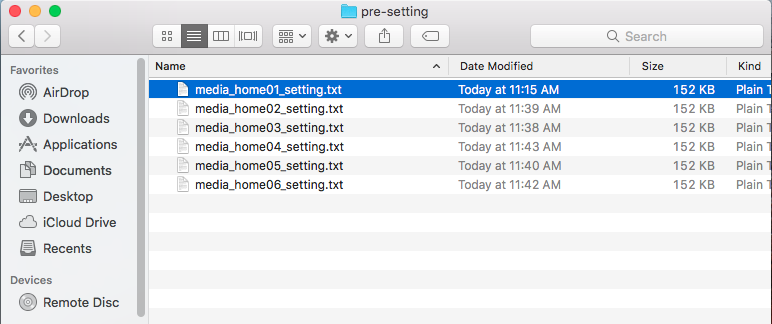 pre-setting
Search
Favorites
AirDrop
Downloads
Applications
Documents
Desktop
iCloud Drive
Recents
Devices
Remote Disc
Name Date Modified Size Kind
media_home01_setting.txt Today at 11:15 AM 152 KB Plain T
media_home02_setting.txt Today at 11:39 AM 152 KB Plain T
media_home03_setting.txt Today at 11:38 AM 152 KB Plain T
media_home04_setting.txt Today at 11:43 AM 152 KB Plain T
media_home05_setting.txt Today at 11:40 AM 152 KB Plain T
media_home06_setting.txt Today at 11:42 AM 152 KB Plain T